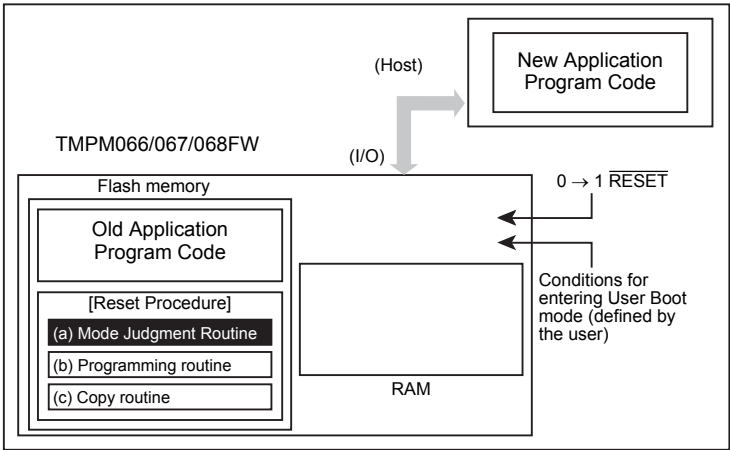 (Host)
New Application
Program Code
TMPM066/067/068FW
(I/O)
0 → 1 RESET
Flash memory
Old Application
Program Code
[Reset Procedure]
(a) Mode Judgment Routine
(b) Programming routine
(c) Copy routine
RAM
Conditions for
entering User Boot
mode (defined by
the user)